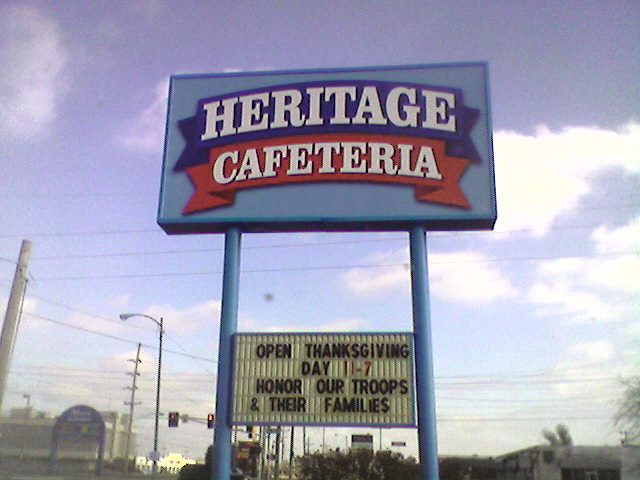 HERITAGE
CAFETERIA
OPEN THANKSGIVING
DAY 11-7
HONOR OUR TROOPS
& THEIR FAMILIES